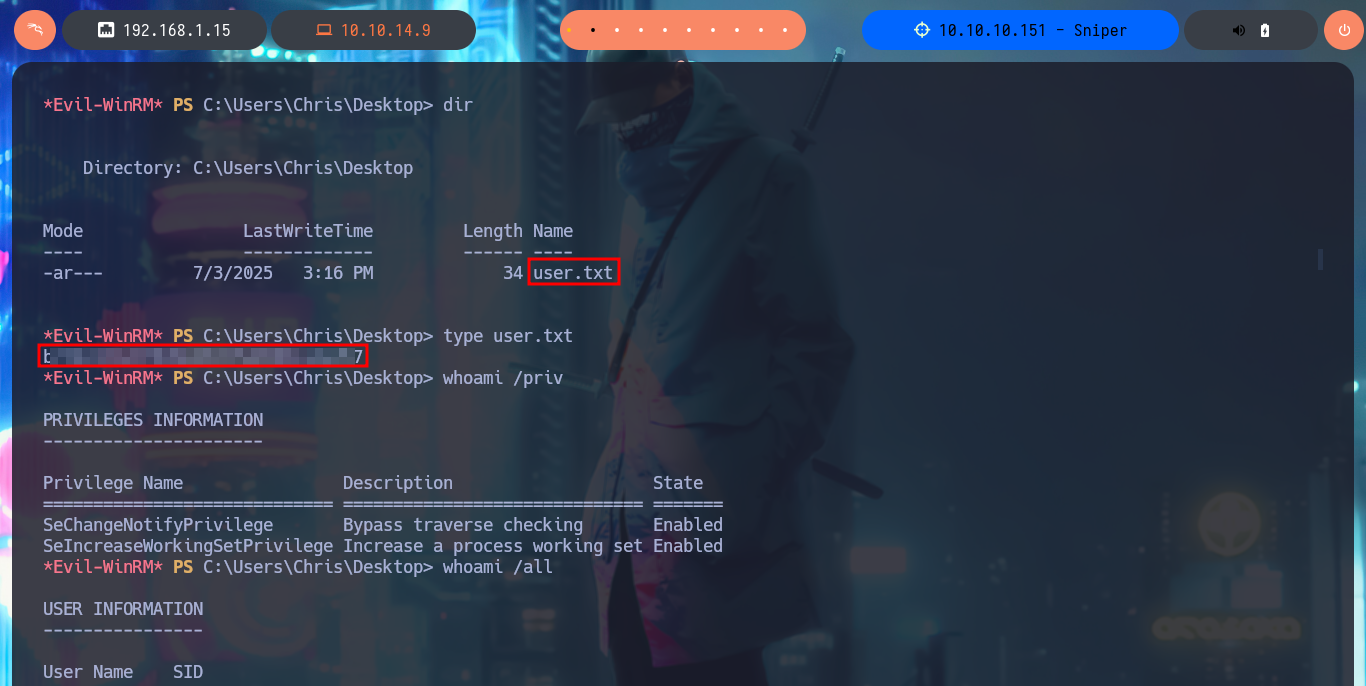 192.168.1.15 10.10.14.9 10.10.10.151 - Sniper
*Evil-WinRM* PS C:\Users\Chris\Desktop> dir
Directory: C:\Users\Chris\Desktop
Mode LastWriteTime Length Name
---- ------------- ------ ----
-ar--- 7/3/2025 3:16 PM 34 user.txt
*Evil-WinRM* PS C:\Users\Chris\Desktop> type user.txt
b 7
*Evil-WinRM* PS C:\Users\Chris\Desktop> whoami /priv
PRIVILEGES INFORMATION
----------------------
Privilege Name Description State
============================= ============================== =======
SeChangeNotifyPrivilege Bypass traverse checking Enabled
SeIncreaseWorkingSetPrivilege Increase a process working set Enabled
*Evil-WinRM* PS C:\Users\Chris\Desktop> whoami /all
USER INFORMATION
----------------
User Name SID